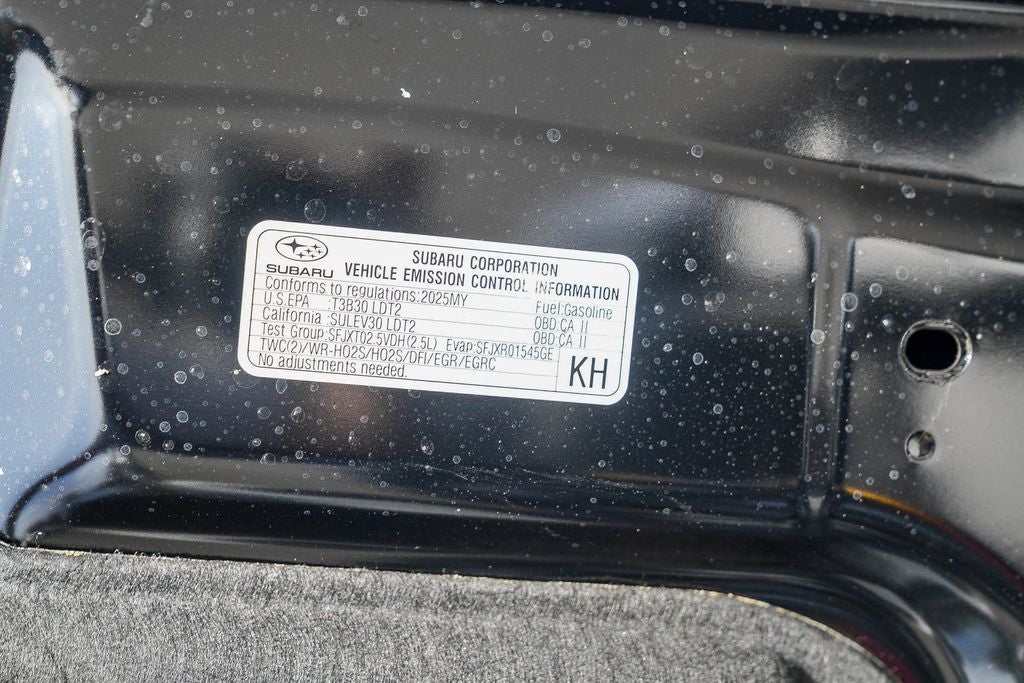 SUBARU
SUBARU CORPORATION
VEHICLE EMISSION CONTROL INFORMATION
Conforms to regulations:2025MY Fuel:Gasoline
U.S.EPA :T3B30 LDT2 OBD:CA II
California :SULEV30 LDT2 OBD:CA II
Test Group:SFJXT02.5VDH(2.5L) Evap:SFJXR01545GE
TWC(2)/WR-HO2S/HO2S/DFI/EGR/EGRC
No adjustments needed.
KH